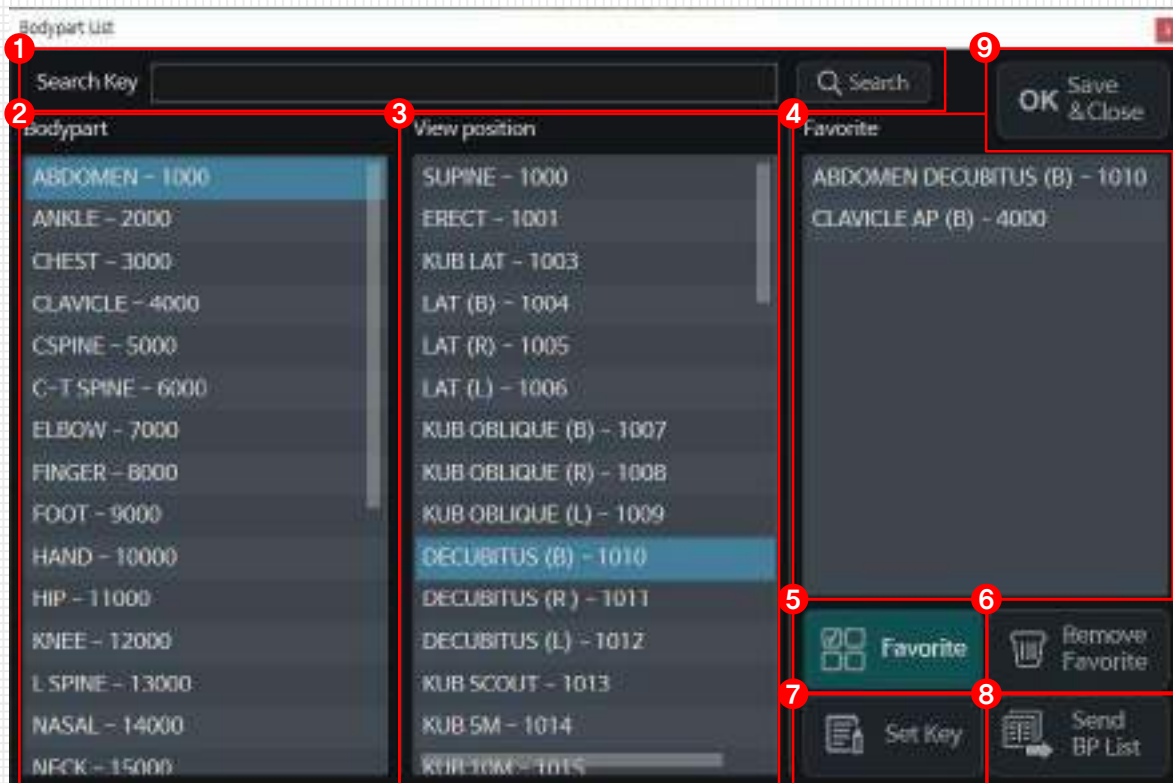 Bodypart List
1
Search Key
Search
9
OK Save
&Close
2
Bodypart
ABDOMEN - 1000
ANKLE - 2000
CHEST - 3000
CLAVICLE - 4000
CSPINE - 5000
C-T SPINE - 6000
ELBOW - 7000
FINGER - 8000
FOOT - 9000
HAND - 10000
HIP - 11000
KNEE - 12000
L SPINE - 13000
NASAL - 14000
NECK - 15000
3
View position
SUPINE - 1000
ERECT - 1001
KUB LAT - 1003
LAT (B) - 1004
LAT (R) - 1005
LAT (L) - 1006
KUB OBLIQUE (B) - 1007
KUB OBLIQUE (R) - 1008
KUB OBLIQUE (L) - 1009
DECUBITUS (B) - 1010
DECUBITUS (R ) - 1011
DECUBITUS (L) - 1012
KUB SCOUT - 1013
KUB 5M - 1014
KUB 10M - 1015
4
Favorite
ABDOMEN DECUBITUS (B) - 1010
CLAVICLE AP (B) - 4000
5
Favorite
6
Remove
Favorite
7
Set Key
8
Send
BP List